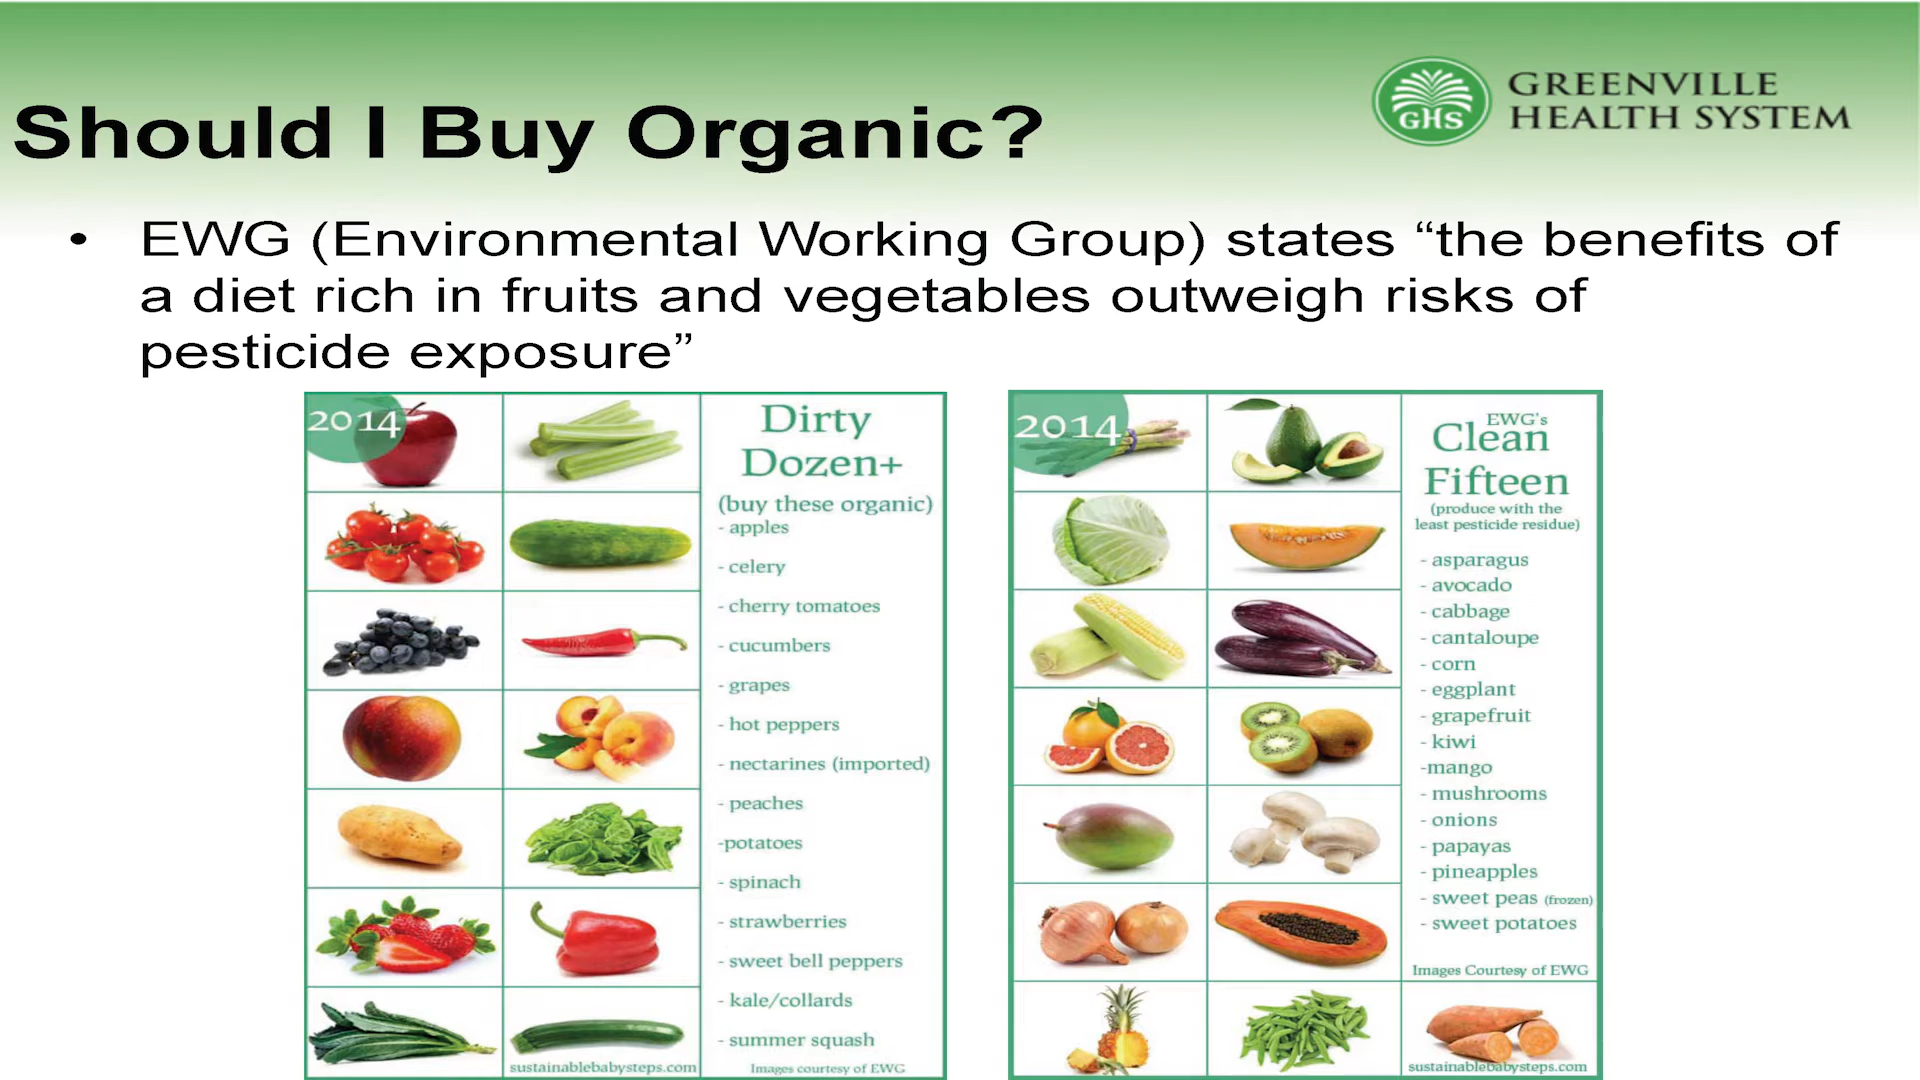 Should I Buy Organic?
GHS
GREENVILLE
HEALTH SYSTEM
• EWG (Environmental Working Group) states “the benefits of
a diet rich in fruits and vegetables outweigh risks of
pesticide exposure”
2014
Dirty
Dozen+
(buy these organic)
- apples
- celery
- cherry tomatoes
- cucumbers
- grapes
- hot peppers
- nectarines (imported)
- peaches
-potatoes
- spinach
- strawberries
- sweet bell peppers
- kale/collards
- summer squash
sustainablebabysteps.com
Images courtesy of EWG
2014
EWG's
Clean
Fifteen
(produce with the
least pesticide residue)
- asparagus
- avocado
- cabbage
- cantaloupe
- corn
- eggplant
- grapefruit
- kiwi
-mango
- mushrooms
- onions
- papayas
- pineapples
- sweet peas (frozen)
- sweet potatoes
Images Courtesy of EWG
sustainablebabysteps.com